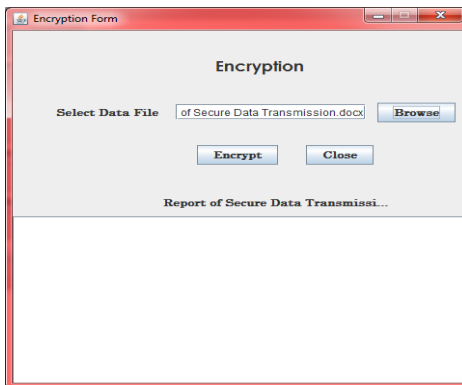 Encryption Form
Encryption
Select Data File of Secure Data Transmission.docx Browse
Encrypt Close
Report of Secure Data Transmissi...